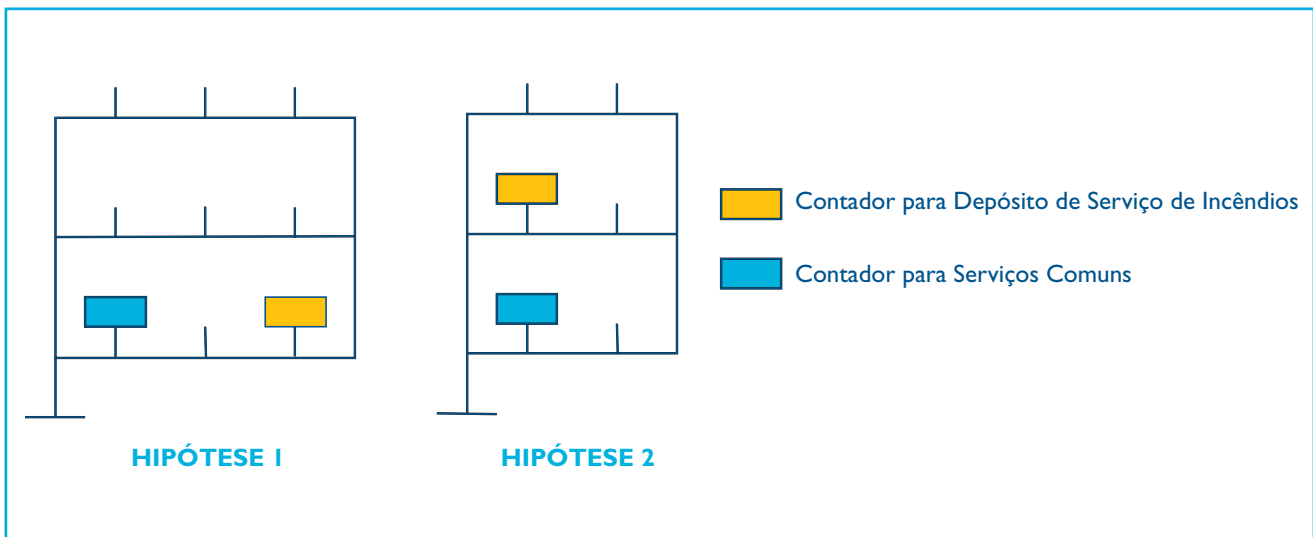 Contador para Depósito de Serviço de Incêndios
Contador para Serviços Comuns
HIPÓTESE 1
HIPÓTESE 2